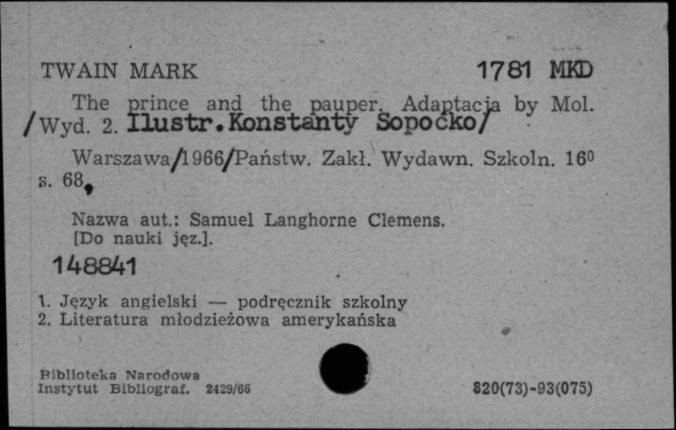 TWAIN MARK 1781 MKD
The prince and the pauper. Adaptacja by Mol.
/Wyd. 2. Ilustr.Konstanty Sopoćko/
Warszawa/1966/Państw. Zakł. Wydawn. Szkoln. 16⁰
s. 68,
Nazwa aut.: Samuel Langhorne Clemens.
[Do nauki jęz.].
148841
1. Język angielski — podręcznik szkolny
2. Literatura młodzieżowa amerykańska
Biblioteka Narodowa
Instytut Bibliograf. 2429/66 820(73)-93(075)